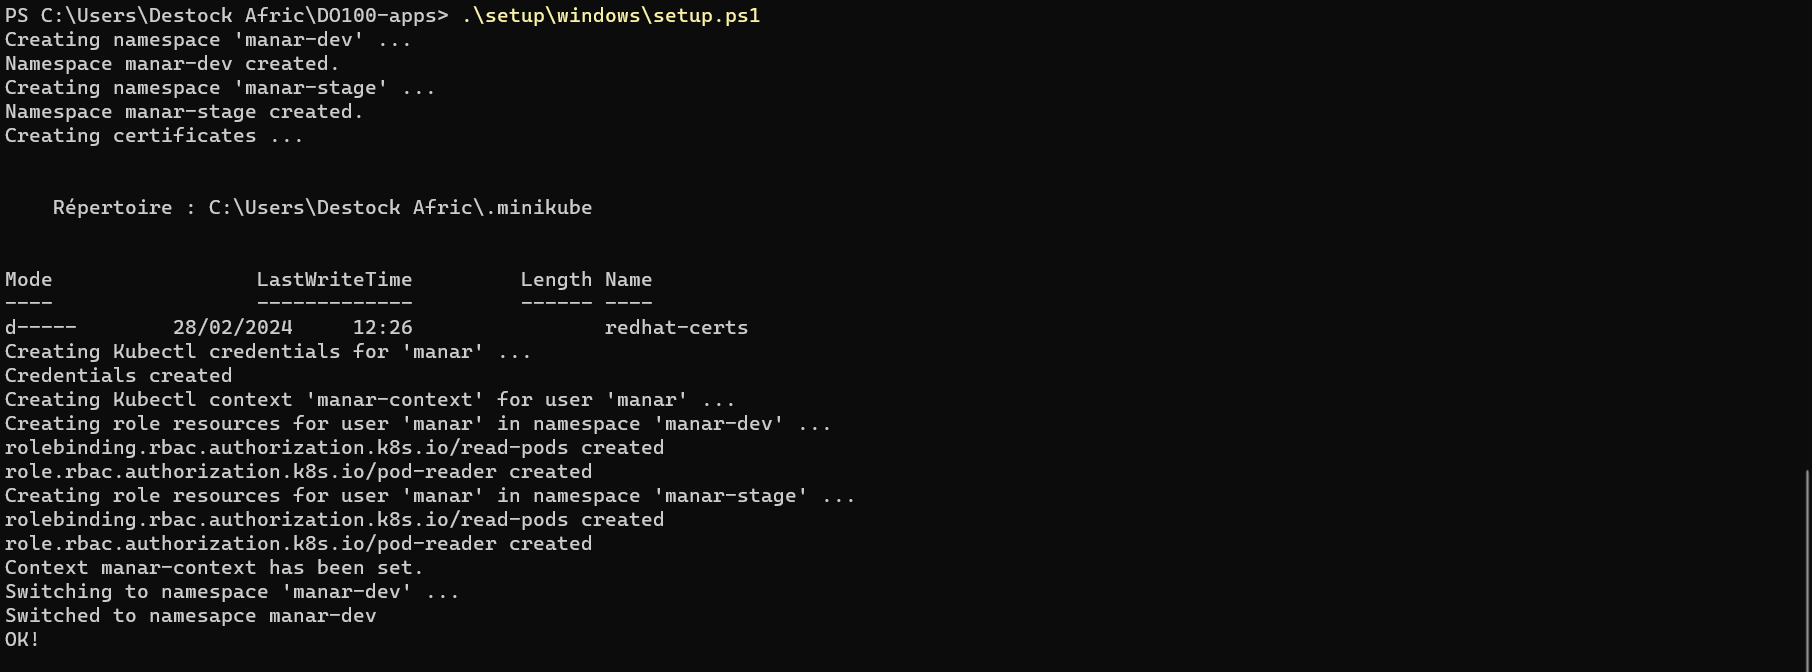 PS C:\Users\Destock Afric\DO100-apps> .\setup\windows\setup.ps1
Creating namespace 'manar-dev' ...
Namespace manar-dev created.
Creating namespace 'manar-stage' ...
Namespace manar-stage created.
Creating certificates ...
Répertoire : C:\Users\Destock Afric\.minikube
Mode                 LastWriteTime         Length Name
----                 -------------         ------ ----
d-----        28/02/2024     12:26                redhat-certs
Creating Kubectl credentials for 'manar' ...
Credentials created
Creating Kubectl context 'manar-context' for user 'manar' ...
Creating role resources for user 'manar' in namespace 'manar-dev' ...
rolebinding.rbac.authorization.k8s.io/read-pods created
role.rbac.authorization.k8s.io/pod-reader created
Creating role resources for user 'manar' in namespace 'manar-stage' ...
rolebinding.rbac.authorization.k8s.io/read-pods created
role.rbac.authorization.k8s.io/pod-reader created
Context manar-context has been set.
Switching to namespace 'manar-dev' ...
Switched to namesapce manar-dev
OK!